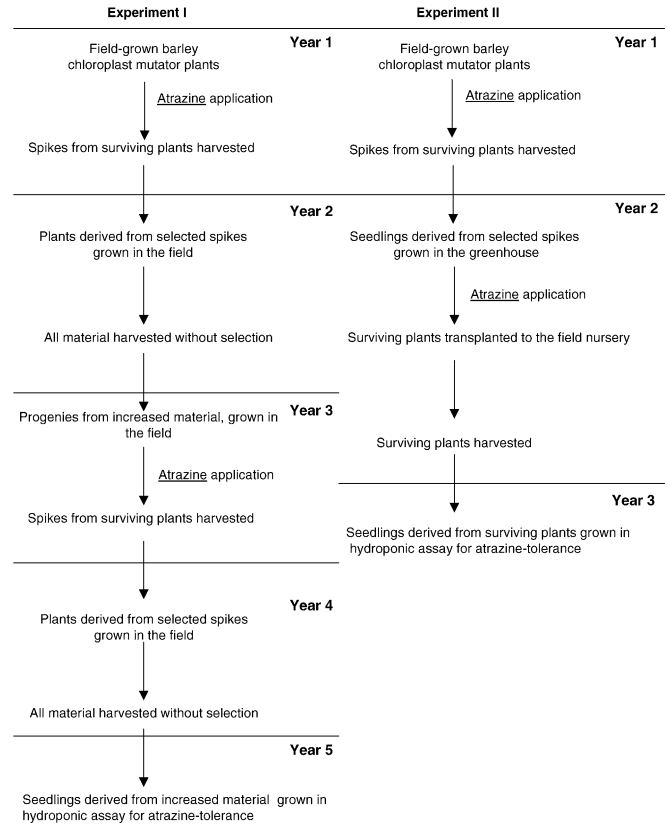 Experiment I
Year 1
Field-grown barley
chloroplast mutator plants
Atrazine application
Spikes from surviving plants harvested
Year 2
Plants derived from selected spikes
grown in the field
All material harvested without selection
Year 3
Progenies from increased material, grown in
the field
Atrazine application
Spikes from surviving plants harvested
Year 4
Plants derived from selected spikes
grown in the field
All material harvested without selection
Year 5
Seedlings derived from increased material grown in
hydroponic assay for atrazine-tolerance
Experiment II
Year 1
Field-grown barley
chloroplast mutator plants
Atrazine application
Spikes from surviving plants harvested
Year 2
Seedlings derived from selected spikes
grown in the greenhouse
Atrazine application
Surviving plants transplanted to the field nursery
Surviving plants harvested
Year 3
Seedlings derived from surviving plants grown in
hydroponic assay for atrazine-tolerance